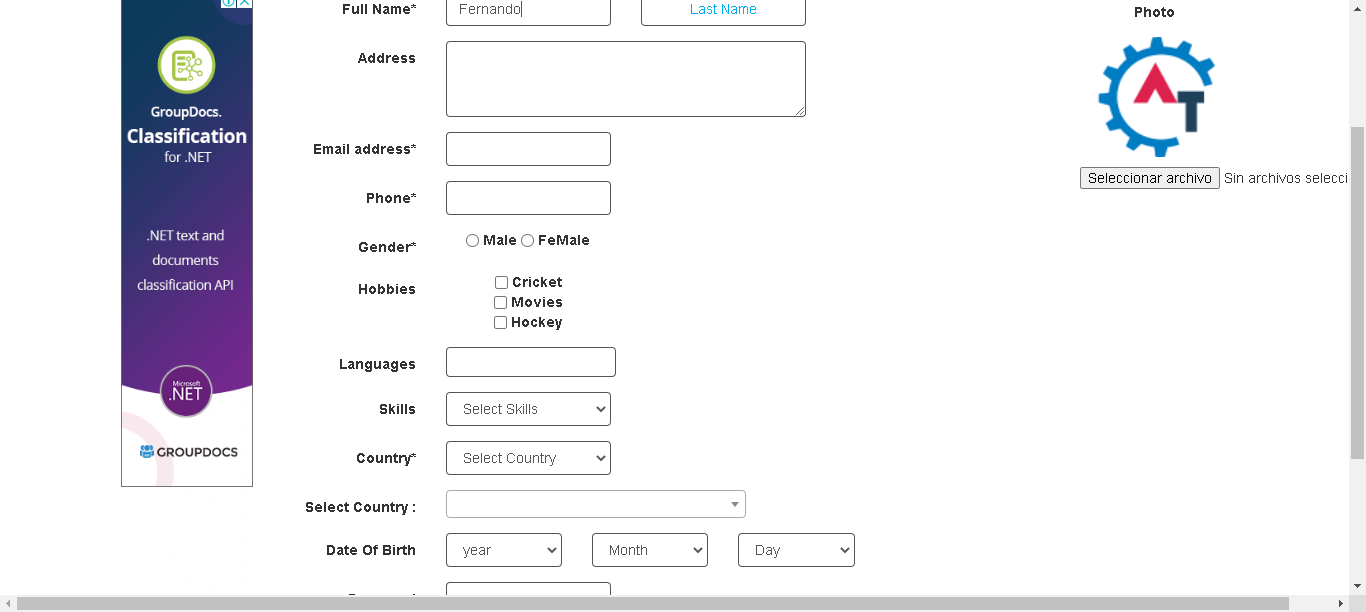 Full Name*
Fernando
Last Name
Photo
Address
GroupDocs.
Classification
for .NET
Email address*
Seleccionar archivo Sin archivos selecci
Phone*
.NET text and
documents
classification API
Gender*
Male
FeMale
Hobbies
Cricket
Movies
Hockey
Languages
Microsoft
.NET
Skills
Select Skills
GROUPDOCS
Country*
Select Country
Select Country :
Date Of Birth
year
Month
Day